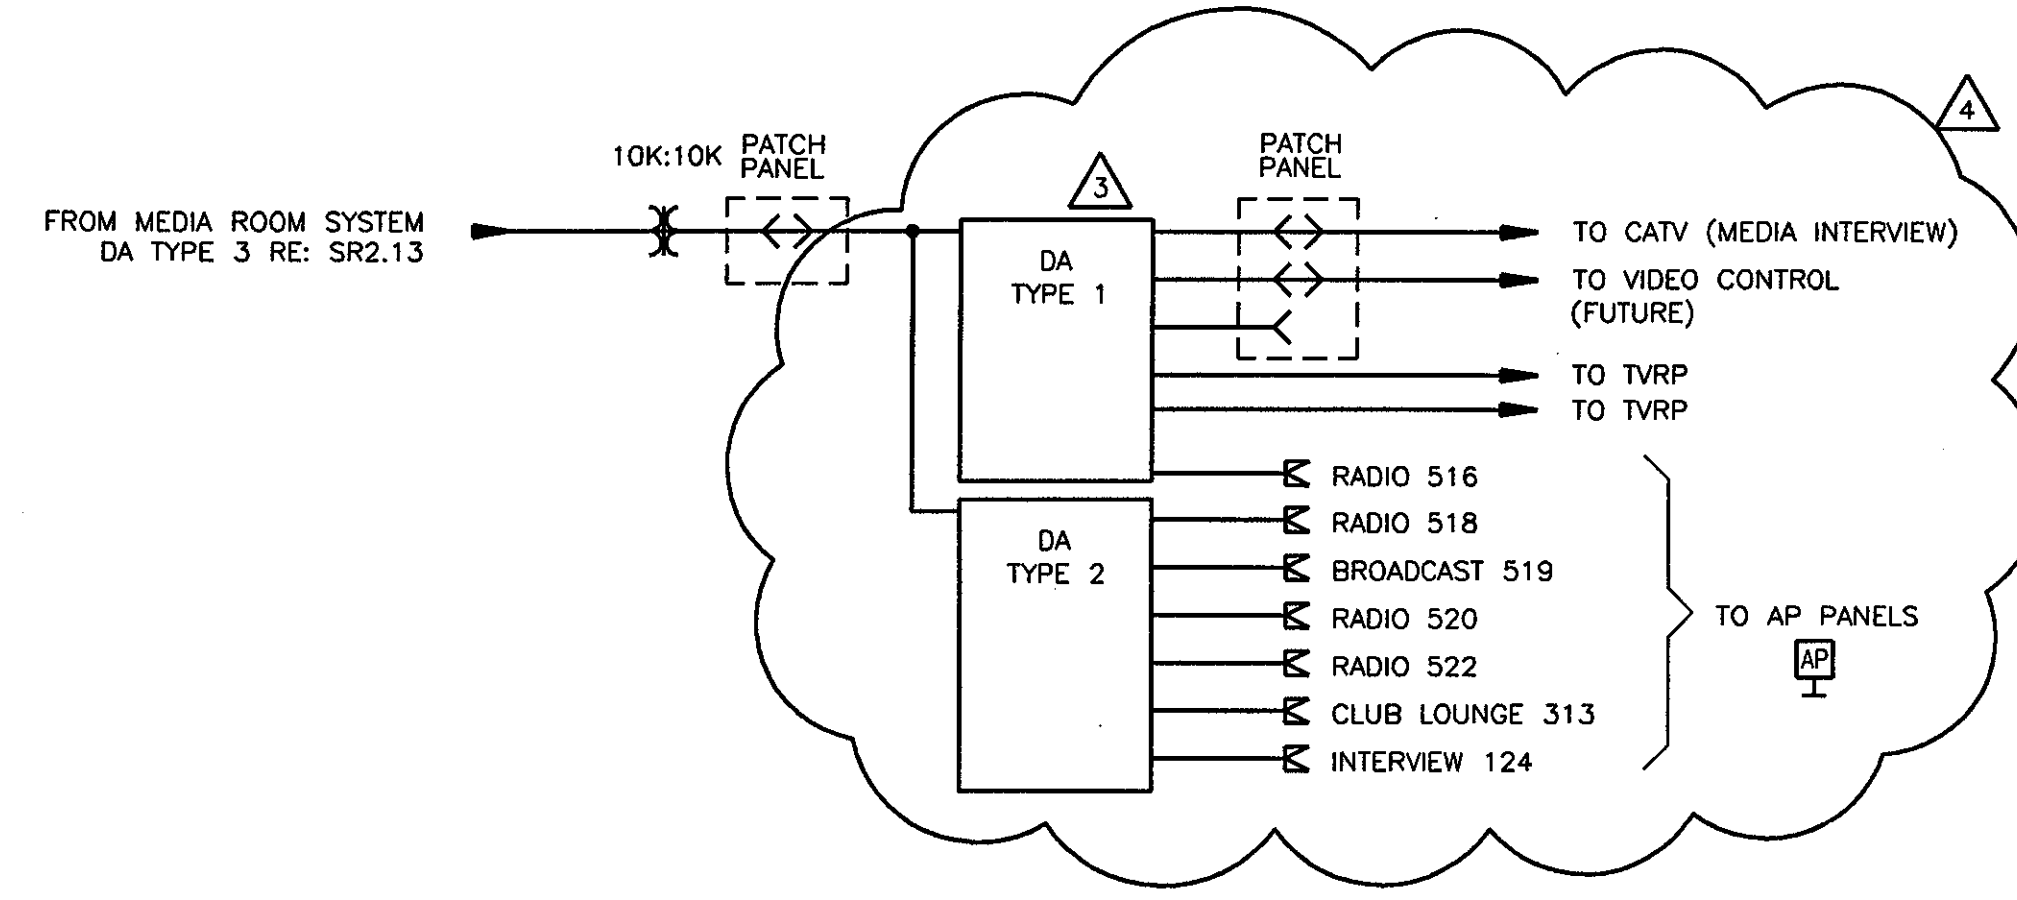 4
10K:10K
PATCH
PANEL
3
PATCH
PANEL
FROM MEDIA ROOM SYSTEM
DA TYPE 3 RE: SR2.13
DA
TYPE 1
TO CATV (MEDIA INTERVIEW)
TO VIDEO CONTROL
(FUTURE)
TO TVRP
TO TVRP
RADIO 516
DA
TYPE 2
RADIO 518
BROADCAST 519
RADIO 520
RADIO 522
CLUB LOUNGE 313
INTERVIEW 124
TO AP PANELS
AP